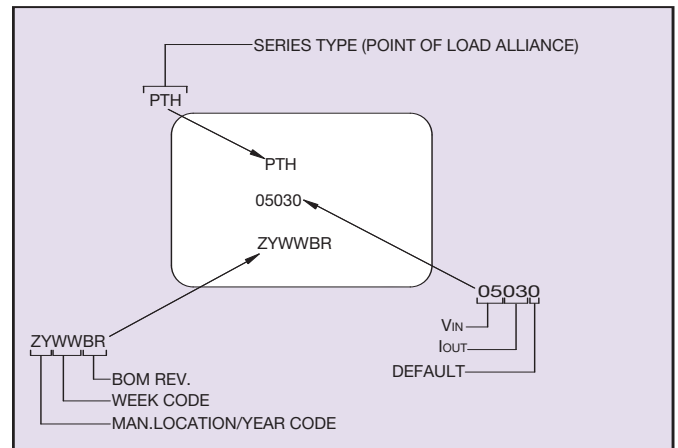 SERIES TYPE (POINT OF LOAD ALLIANCE)
PTH
PTH
05030
ZYWWBR
05030
VIN
IOUT
DEFAULT
ZYWWBR
BOM REV.
WEEK CODE
MAN.LOCATION/YEAR CODE